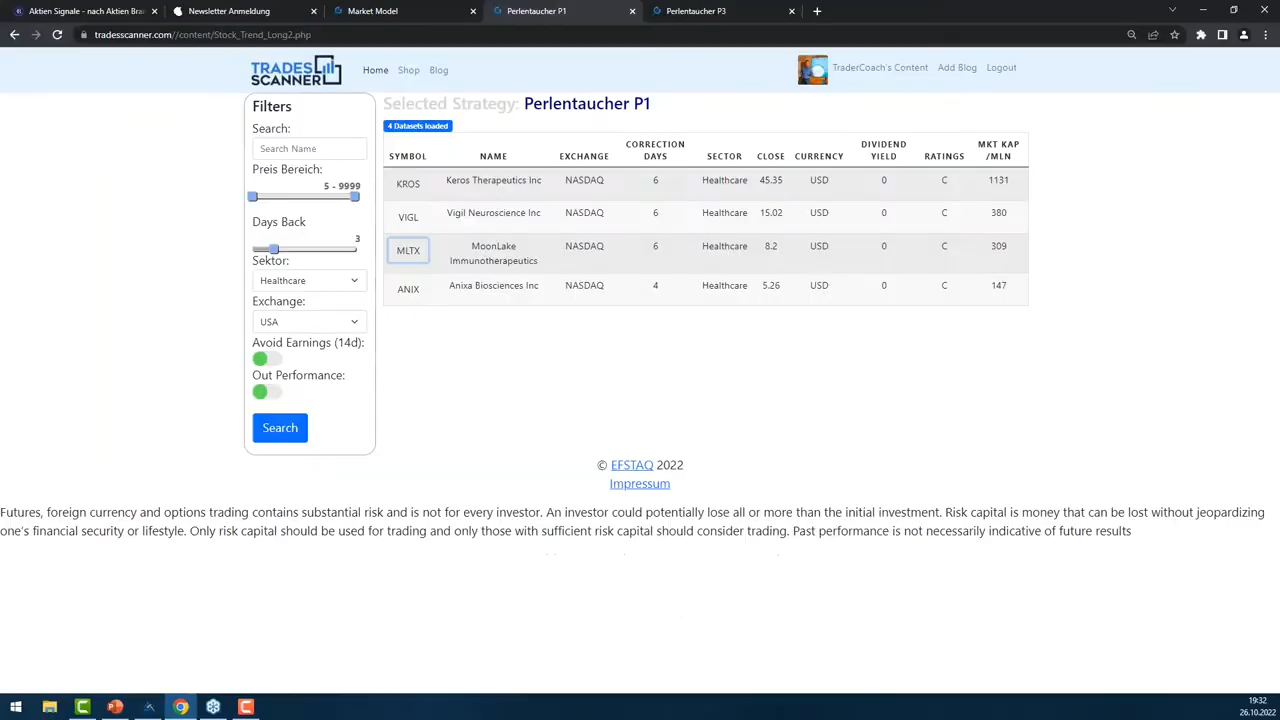 Aktien Signale - nach Aktien Bra
Newsletter Anmeldung
Market Model
Perlentaucher P1
Perlentaucher P3
tradesscanner.com//content/Stock_Trend_Long2.php
TRADES
SCANNER
Home Shop Blog
TraderCoach's Content Add Blog Logout
Filters
Search:
Search Name
Preis Bereich:
5 - 9999
Days Back
3
Sektor:
Healthcare
Exchange:
USA
Avoid Earnings (14d):
Out Performance:
Search
Selected Strategy: Perlentaucher P1
4 Datasets loaded
SYMBOL NAME EXCHANGE CORRECTION DAYS SECTOR CLOSE CURRENCY DIVIDEND YIELD RATINGS MKT KAP /MLN
KROS Keros Therapeutics Inc NASDAQ 6 Healthcare 45.35 USD 0 C 1131
VIGL Vigil Neuroscience Inc NASDAQ 6 Healthcare 15.02 USD 0 C 380
MLTX MoonLake Immunotherapeutics NASDAQ 6 Healthcare 8.2 USD 0 C 309
ANIX Anixa Biosciences Inc NASDAQ 4 Healthcare 5.26 USD 0 C 147
© EFSTAQ 2022
Impressum
Futures, foreign currency and options trading contains substantial risk and is not for every investor. An investor could potentially lose all or more than the initial investment. Risk capital is money that can be lost without jeopardizing
one's financial security or lifestyle. Only risk capital should be used for trading and only those with sufficient risk capital should consider trading. Past performance is not necessarily indicative of future results
19:32
26.10.2022